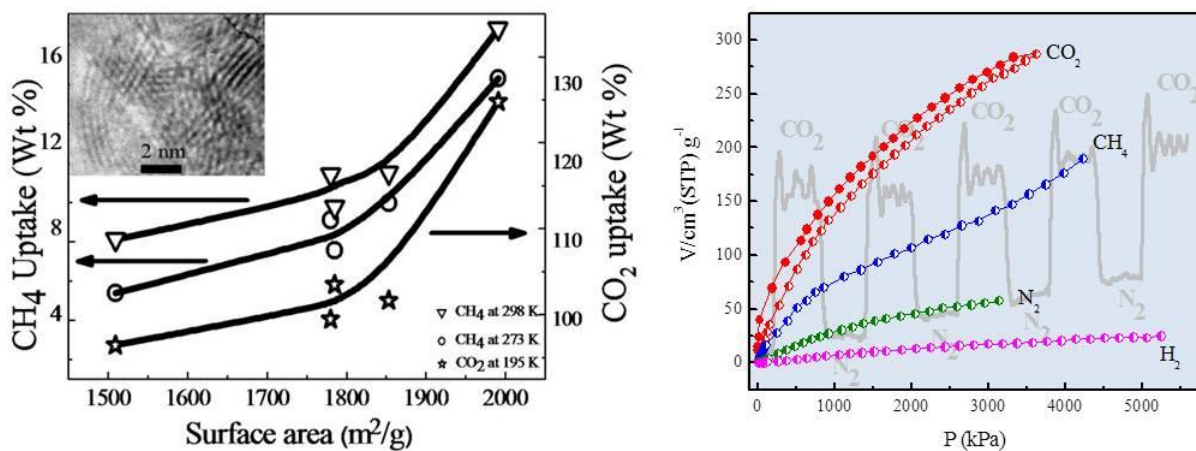 CH4 Uptake (Wt %)
16
14
12
10
8
6
4
2 nm
130
120
110
100
CO2 uptake (Wt %)
CH4 at 298 K
CH4 at 273 K
CO2 at 195 K
1500 1600 1700 1800 1900 2000
Surface area (m2/g)
V/cm3 (STP) g-1
300
250
200
150
100
50
0
CO2
CH4
N2
H2
CO2
CO2
CO2
CO2
CO2
N2
N2
N2
N2
0 1000 2000 3000 4000 5000
P (kPa)